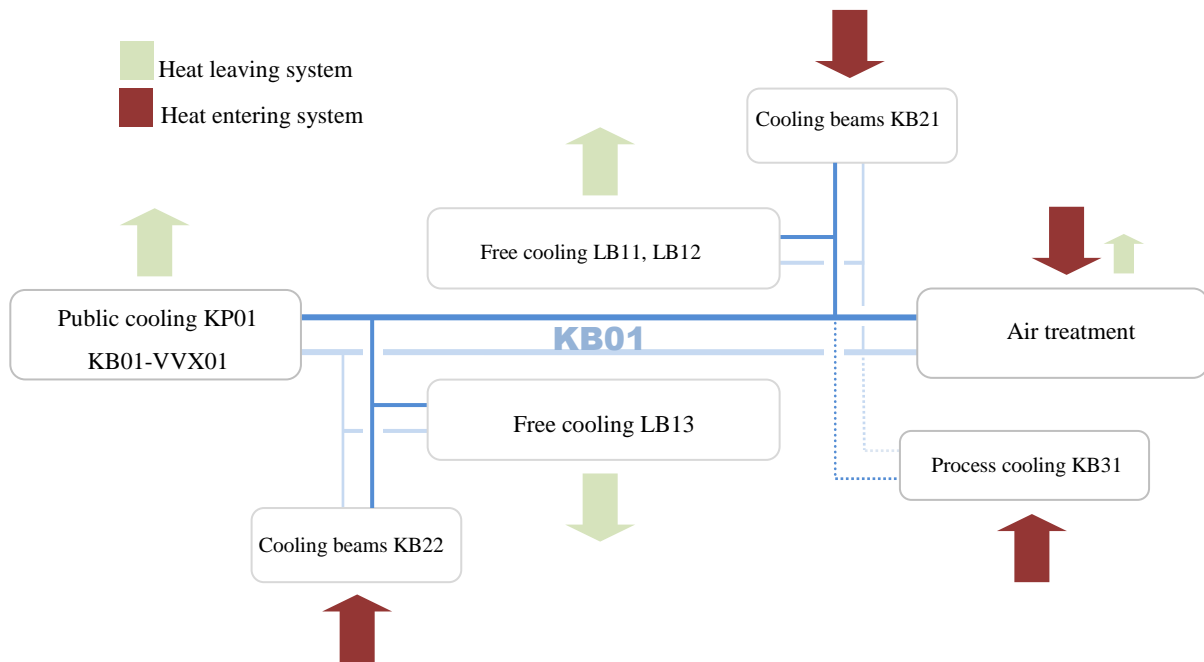 Heat leaving system
Heat entering system
Cooling beams KB21
Free cooling LB11, LB12
Public cooling KP01
KB01-VVX01
KB01
Air treatment
Free cooling LB13
Process cooling KB31
Cooling beams KB22